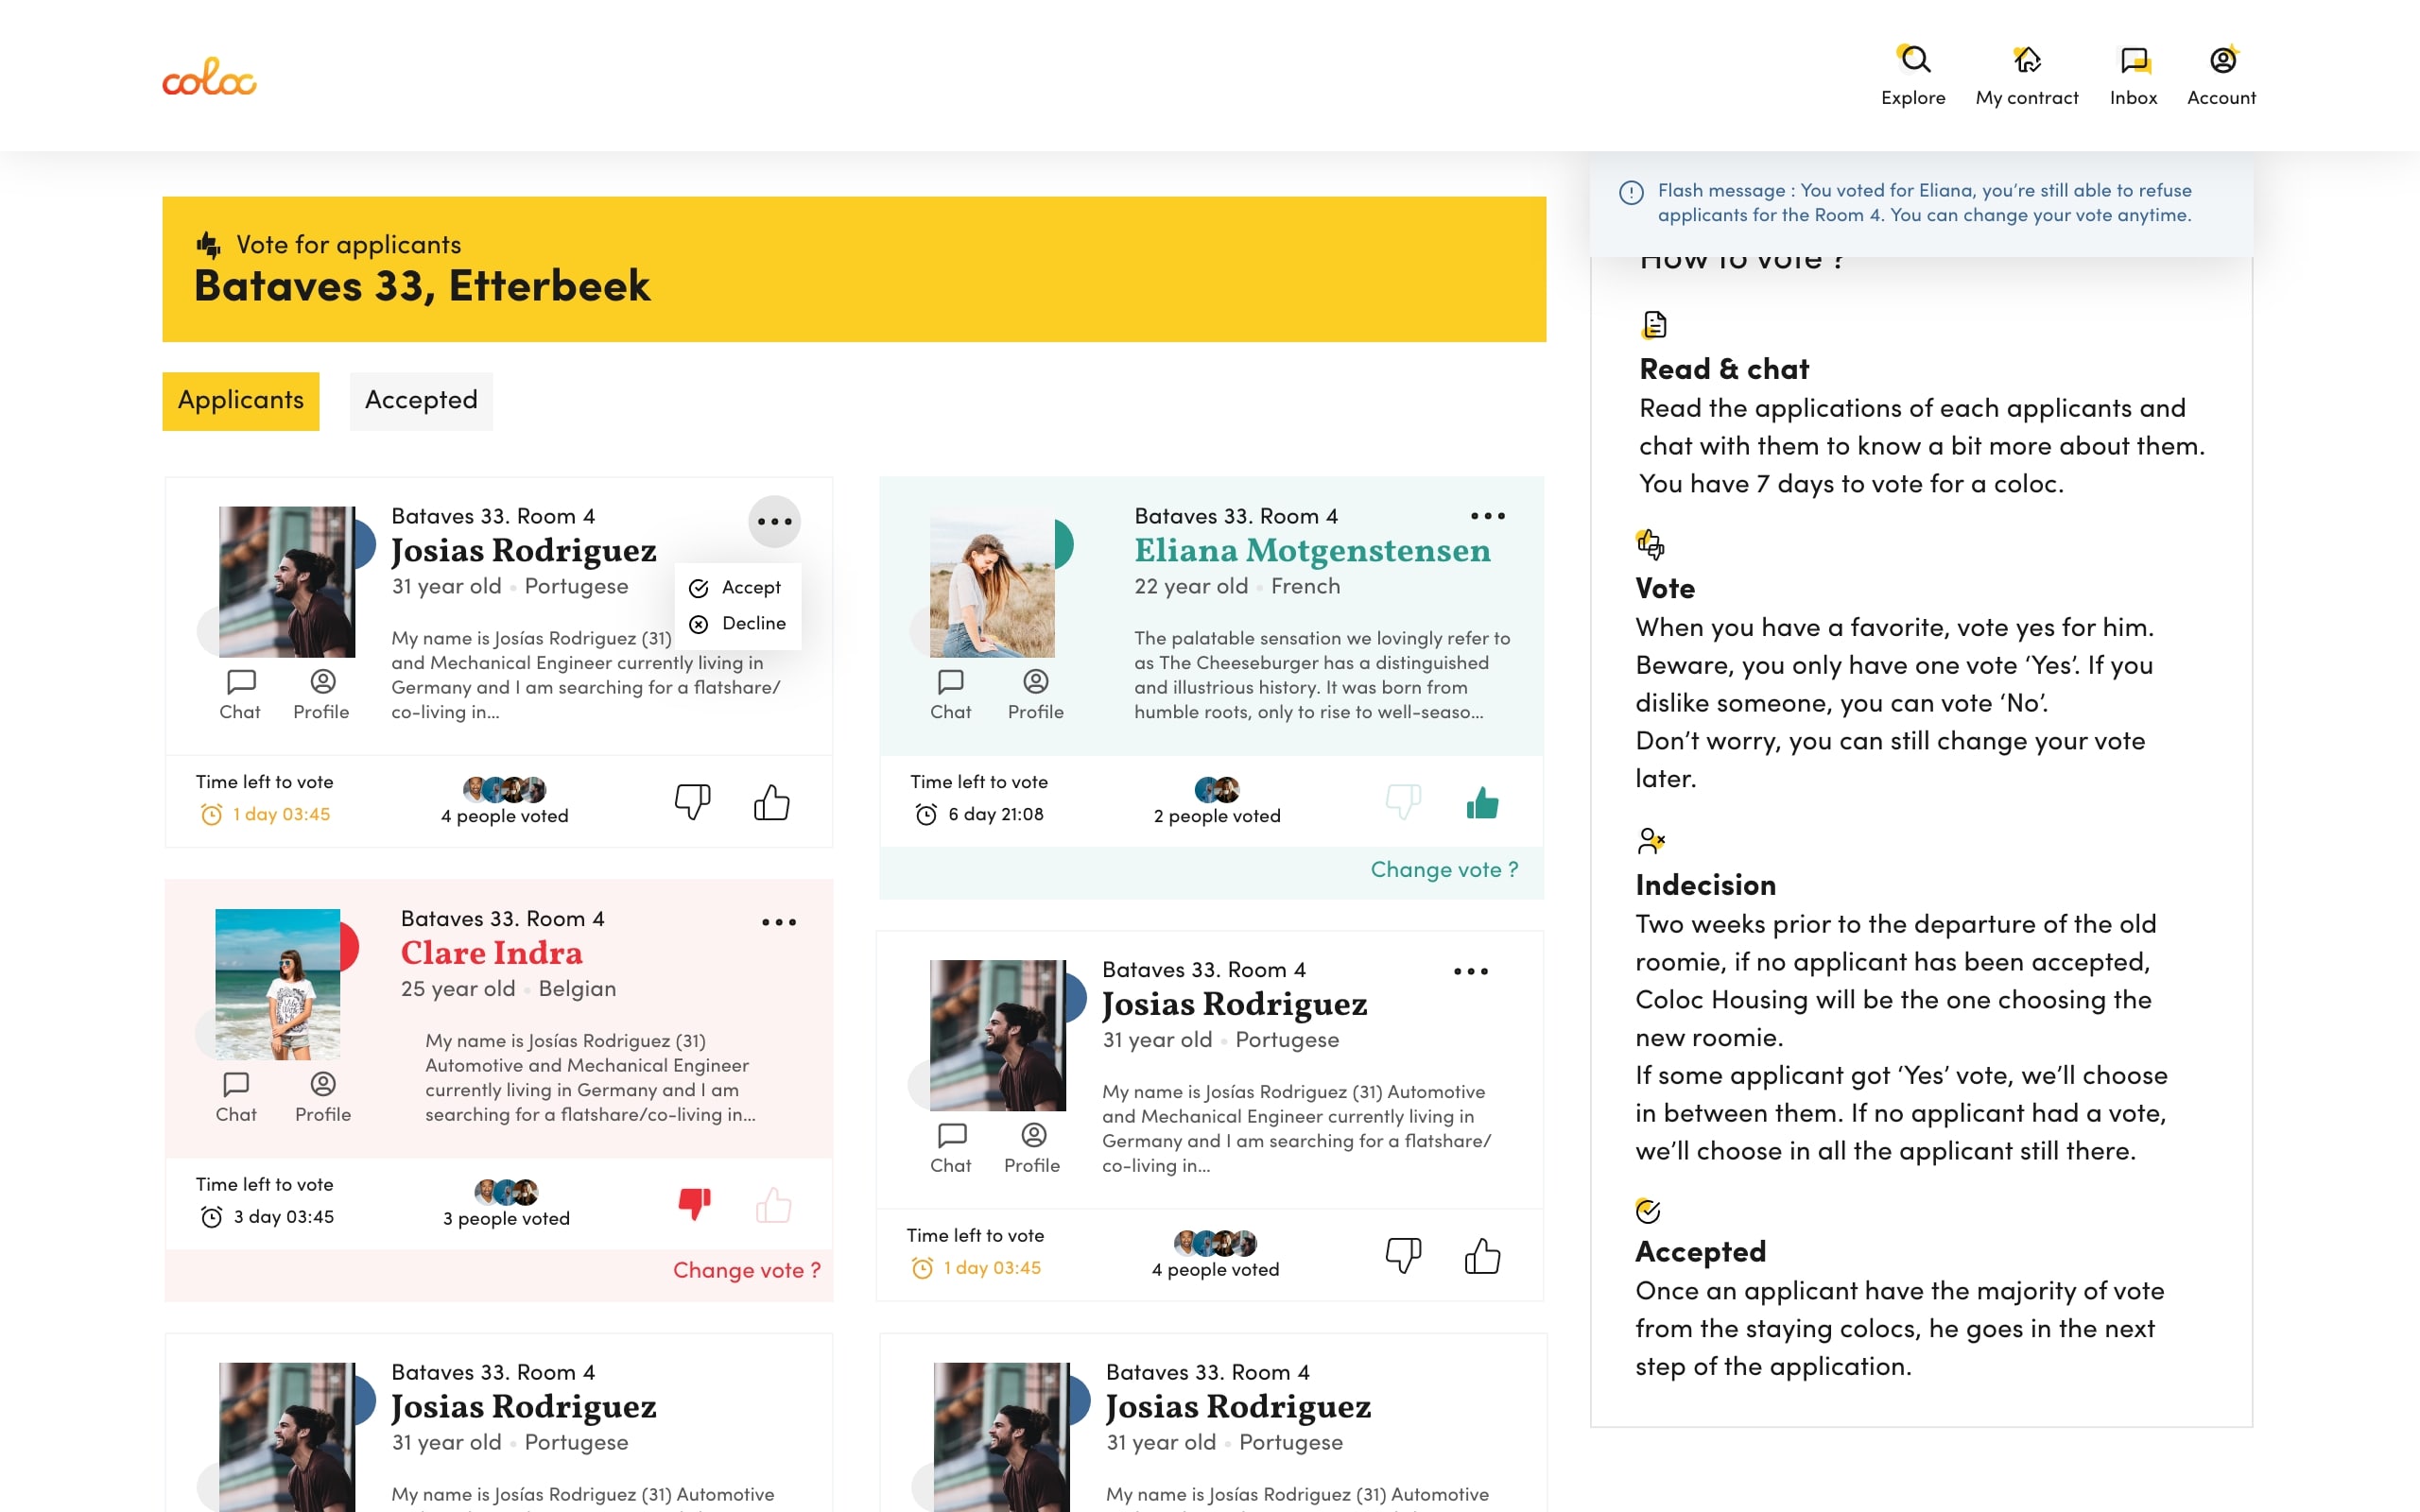 coloc
Explore
My contract
Inbox
Account
Flash message : You voted for Eliana, you’re still able to refuse
applicants for the Room 4. You can change your vote anytime.
Vote for applicants
Bataves 33, Etterbeek
Applicants
Accepted
Bataves 33. Room 4
Josias Rodriguez
31 year old • Portugese
Accept
Decline
My name is Josías Rodriguez (31)
and Mechanical Engineer currently living in
Germany and I am searching for a flatshare/
co-living in...
Chat
Profile
Time left to vote
1 day 03:45
4 people voted
Bataves 33. Room 4
Eliana Motgenstensen
22 year old • French
The palatable sensation we lovingly refer to
as The Cheeseburger has a distinguished
and illustrious history. It was born from
humble roots, only to rise to well-seaso...
Chat
Profile
Time left to vote
6 day 21:08
2 people voted
Change vote ?
Bataves 33. Room 4
Clare Indra
25 year old • Belgian
My name is Josías Rodriguez (31)
Automotive and Mechanical Engineer
currently living in Germany and I am
searching for a flatshare/co-living in...
Chat
Profile
Time left to vote
3 day 03:45
3 people voted
Change vote ?
Bataves 33. Room 4
Josias Rodriguez
31 year old • Portugese
My name is Josías Rodriguez (31) Automotive
and Mechanical Engineer currently living in
Germany and I am searching for a flatshare/
co-living in...
Chat
Profile
Time left to vote
1 day 03:45
4 people voted
Bataves 33. Room 4
Josias Rodriguez
31 year old • Portugese
My name is Josías Rodriguez (31) Automotive
Bataves 33. Room 4
Josias Rodriguez
31 year old • Portugese
My name is Josías Rodriguez (31) Automotive
How to vote ?
Read & chat
Read the applications of each applicants and
chat with them to know a bit more about them.
You have 7 days to vote for a coloc.
Vote
When you have a favorite, vote yes for him.
Beware, you only have one vote ‘Yes’. If you
dislike someone, you can vote ‘No’.
Don’t worry, you can still change your vote
later.
Indecision
Two weeks prior to the departure of the old
roomie, if no applicant has been accepted,
Coloc Housing will be the one choosing the
new roomie.
If some applicant got ‘Yes’ vote, we’ll choose
in between them. If no applicant had a vote,
we’ll choose in all the applicant still there.
Accepted
Once an applicant have the majority of vote
from the staying colocs, he goes in the next
step of the application.